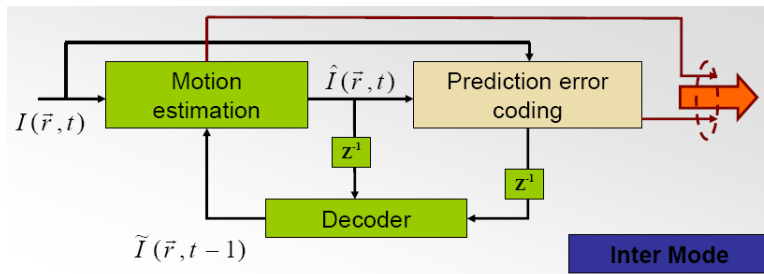 Motion estimation
Î(r⃗,t)
Prediction error coding
I(r⃗,t)
Z⁻¹
Z⁻¹
Decoder
Ĩ(r⃗,t−1)
Inter Mode